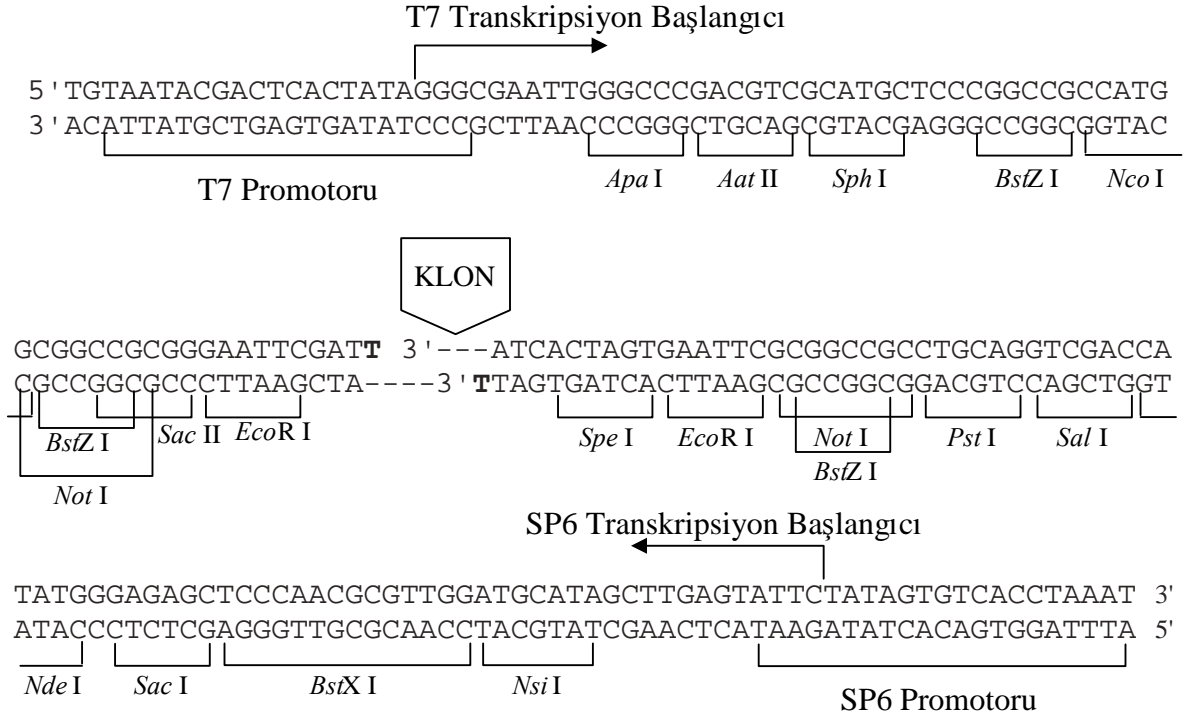 T7 Transkripsiyon Başlangıcı
5'TGTAATACGACTCACTATAGGGCGAATTGGGCCCGACGTCGCATGCTCCCGGCCGCCATG
3'ACATTATGCTGAGTGATATCCCGCTTAACCCGGGCTGCAGCGTACGAGGGCCGGCGGTAC
Apa I Aat II Sph I BstZ I Nco I
T7 Promotoru
KLON
GCGGCCGCGGGAATTCGATT 3'---ATCACTAGTGAATTCGCGGCCGCCTGCAGGTCGACCA
CGCCGGCGCCCTTAAGCTA----3'TTAGTGATCACTTAAGCGCCGGCGGACGTCCAGCTGGT
BstZ I Sac II EcoR I Spe I EcoR I Not I Pst I Sal I
BstZ I
Not I
SP6 Transkripsiyon Başlangıcı
TATGGGAGAGCTCCCAACGCGTTGGATGCATAGCTTGAGTATTCTATAGTGTCACCTAAAT 3'
ATACCCTCTCGAGGGTTGCGCAACCTACGTATCGAACTCATAAGATATCACAGTGGATTTA 5'
Nde I Sac I BstX I Nsi I
SP6 Promotoru